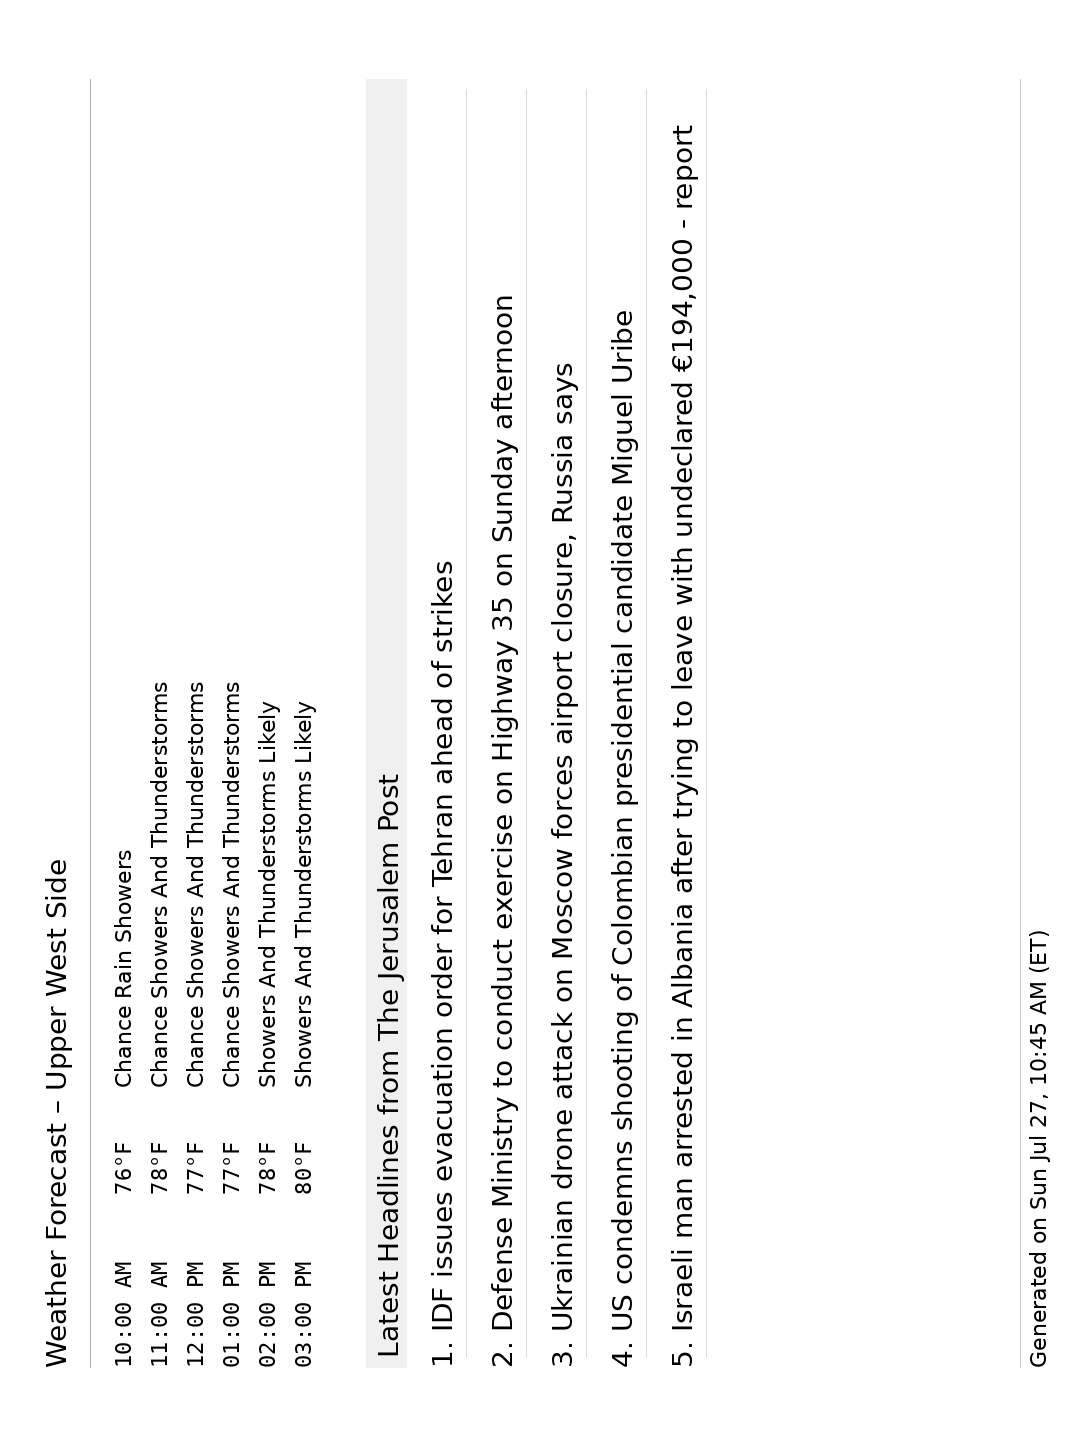 Weather Forecast – Upper West Side
10:00 AM 76°F Chance Rain Showers
11:00 AM 78°F Chance Showers And Thunderstorms
12:00 PM 77°F Chance Showers And Thunderstorms
01:00 PM 77°F Chance Showers And Thunderstorms
02:00 PM 78°F Showers And Thunderstorms Likely
03:00 PM 80°F Showers And Thunderstorms Likely
Latest Headlines from The Jerusalem Post
1. IDF issues evacuation order for Tehran ahead of strikes
2. Defense Ministry to conduct exercise on Highway 35 on Sunday afternoon
3. Ukrainian drone attack on Moscow forces airport closure, Russia says
4. US condemns shooting of Colombian presidential candidate Miguel Uribe
5. Israeli man arrested in Albania after trying to leave with undeclared €194,000 - report
Generated on Sun Jul 27, 10:45 AM (ET)